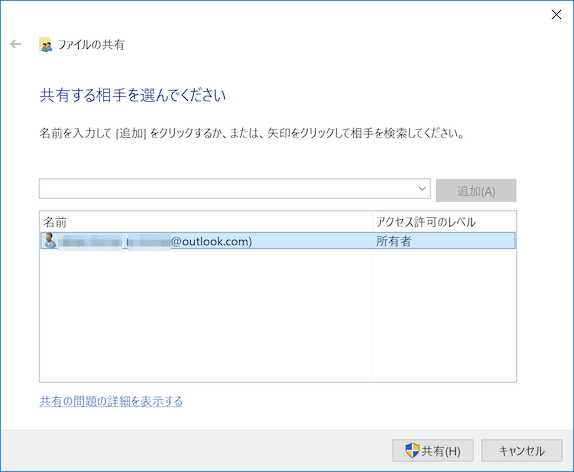 ファイルの共有
共有する相手を選んでください
名前を入力して [追加] をクリックするか、または、矢印をクリックして相手を検索してください。
追加(A)
名前 アクセス許可のレベル
@outlook.com) 所有者
共有の問題の詳細を表示する
共有(H) キャンセル